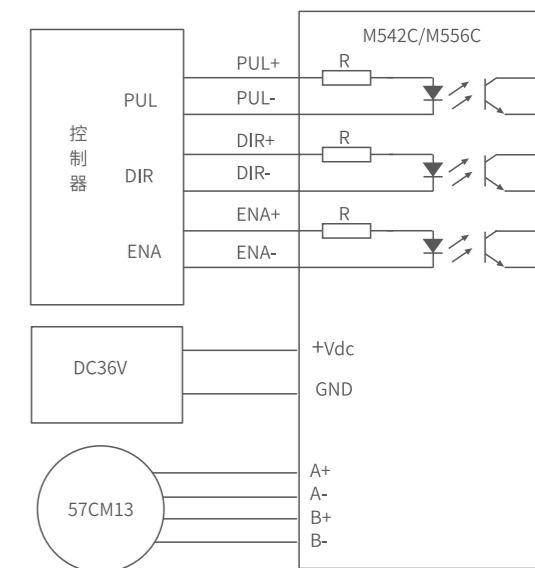 M542C/M556C
PUL+
R
PUL
PUL-
控制器
DIR+
R
DIR
DIR-
ENA+
R
ENA
ENA-
DC36V
+Vdc
GND
57CM13
A+
A-
B+
B-